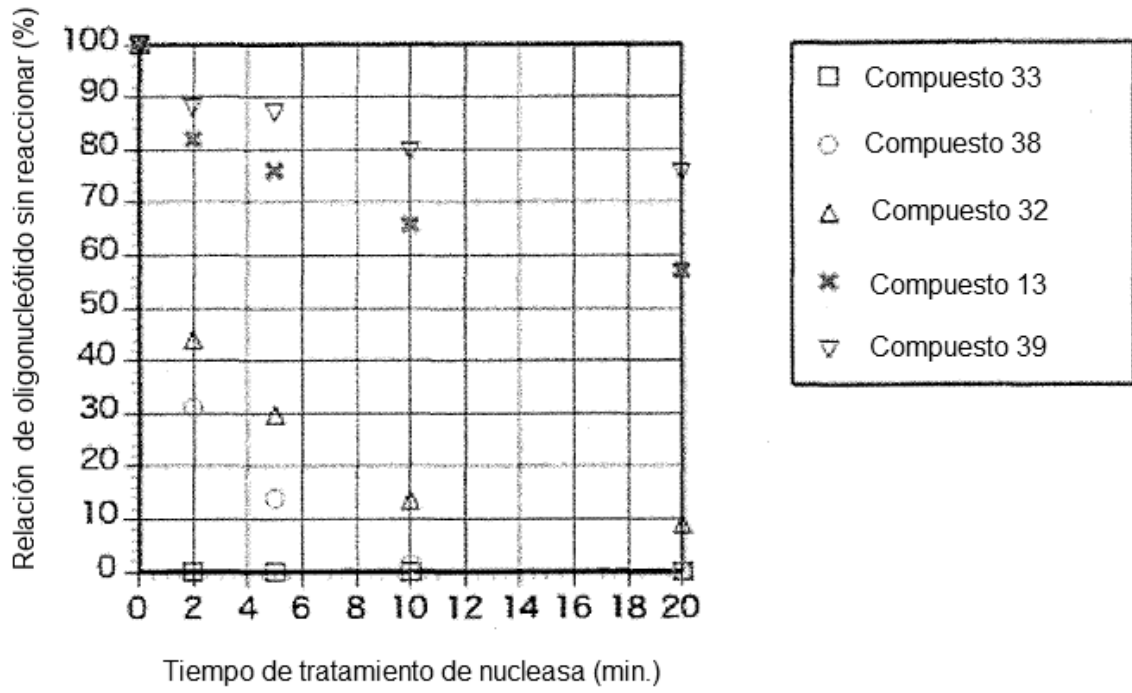 Relación de oligonucleótido sin reaccionar (%)
100
90
80
70
60
50
40
30
20
10
0
0 2 4 6 8 10 12 14 16 18 20
Tiempo de tratamiento de nucleasa (min.)
Compuesto 33
Compuesto 38
Compuesto 32
Compuesto 13
Compuesto 39